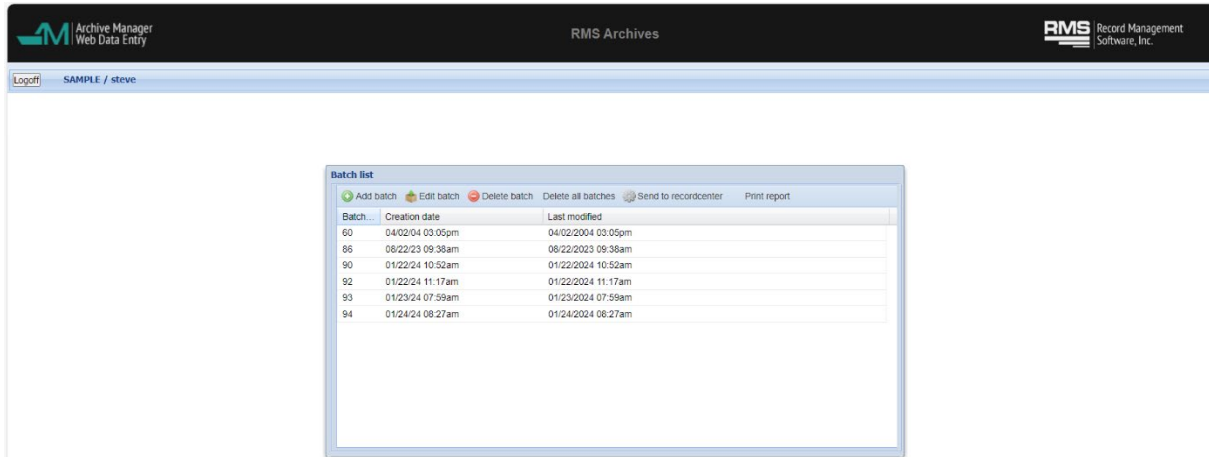 Archive Manager
Web Data Entry
RMS Archives
RMS Record Management
Software, Inc.
Logoff SAMPLE / steve
Batch list
Add batch Edit batch Delete batch Delete all batches Send to recordcenter Print report
Batch... Creation date Last modified
60 04/02/04 03:05pm 04/02/2004 03:05pm
86 08/22/23 09:38am 08/22/2023 09:38am
90 01/22/24 10:52am 01/22/2024 10:52am
92 01/22/24 11:17am 01/22/2024 11:17am
93 01/23/24 07:59am 01/23/2024 07:59am
94 01/24/24 08:27am 01/24/2024 08:27am